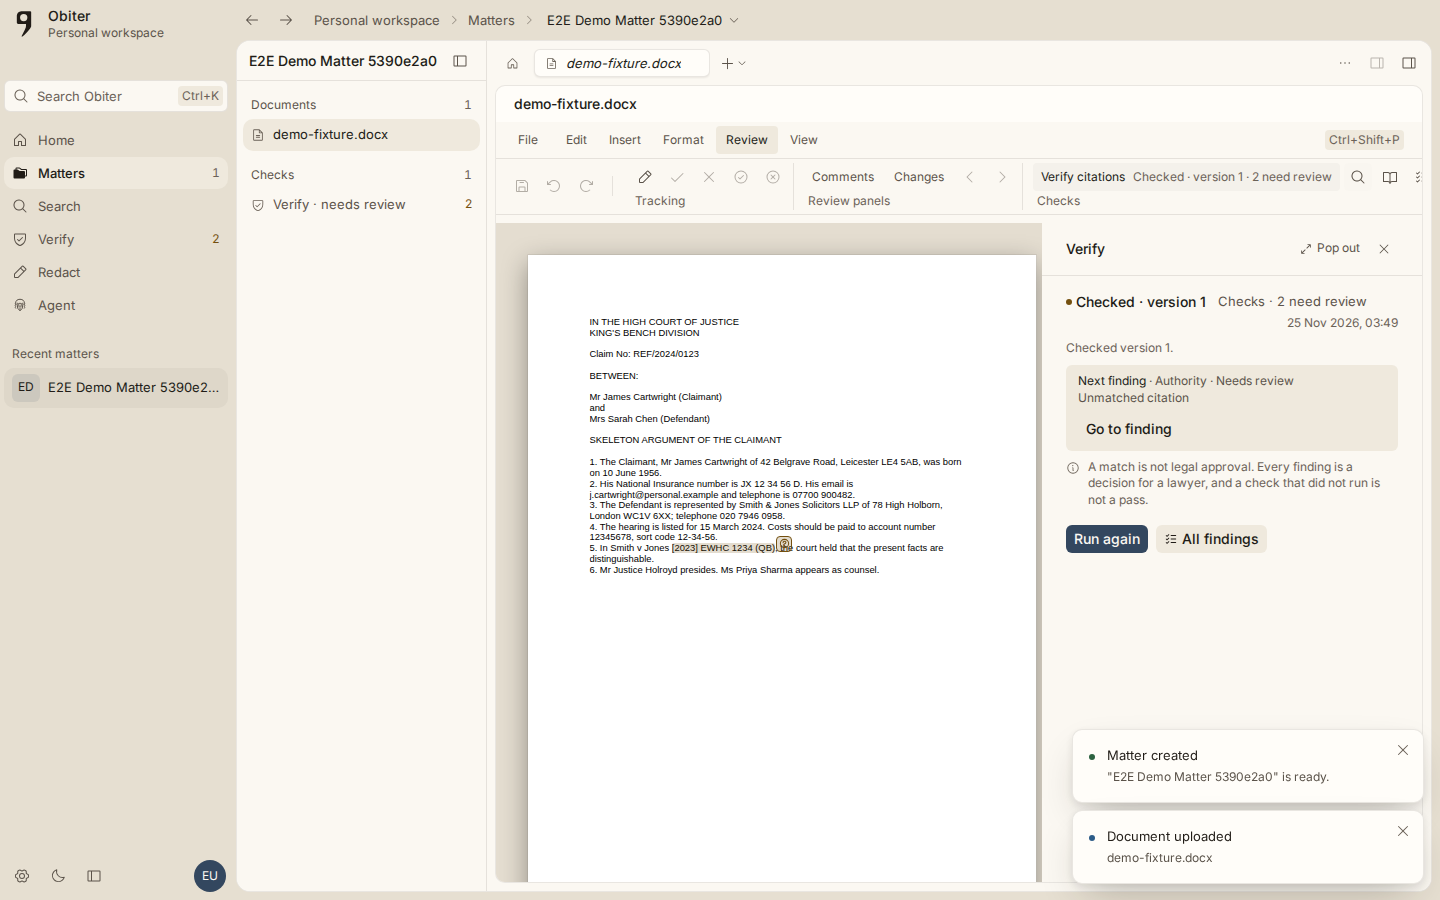 Obiter
Personal workspace
Search Obiter
Ctrl+K
Home
Matters
1
Search
Verify
2
Redact
Agent
Recent matters
ED
E2E Demo Matter 5390e2...
EU
Personal workspace
Matters
E2E Demo Matter 5390e2a0
E2E Demo Matter 5390e2a0
Documents
1
demo-fixture.docx
Checks
1
Verify · needs review
2
demo-fixture.docx
demo-fixture.docx
File
Edit
Insert
Format
Review
View
Ctrl+Shift+P
Tracking
Comments
Changes
Review panels
Verify citations
Checked · version 1 · 2 need review
Checks
IN THE HIGH COURT OF JUSTICE
KING'S BENCH DIVISION
Claim No: REF/2024/0123
BETWEEN:
Mr James Cartwright (Claimant)
and
Mrs Sarah Chen (Defendant)
SKELETON ARGUMENT OF THE CLAIMANT
1. The Claimant, Mr James Cartwright of 42 Belgrave Road, Leicester LE4 5AB, was born
on 10 June 1956.
2. His National Insurance number is JX 12 34 56 D. His email is
j.cartwright@personal.example and telephone is 07700 900482.
3. The Defendant is represented by Smith & Jones Solicitors LLP of 78 High Holborn,
London WC1V 6XX; telephone 020 7946 0958.
4. The hearing is listed for 15 March 2024. Costs should be paid to account number
12345678, sort code 12-34-56.
5. In Smith v Jones [2023] EWHC 1234 (QB), the court held that the present facts are
distinguishable.
6. Mr Justice Holroyd presides. Ms Priya Sharma appears as counsel.
Verify
Pop out
Checked · version 1
Checks · 2 need review
25 Nov 2026, 03:49
Checked version 1.
Next finding · Authority · Needs review
Unmatched citation
Go to finding
A match is not legal approval. Every finding is a
decision for a lawyer, and a check that did not run is
not a pass.
Run again
All findings
Matter created
"E2E Demo Matter 5390e2a0" is ready.
Document uploaded
demo-fixture.docx